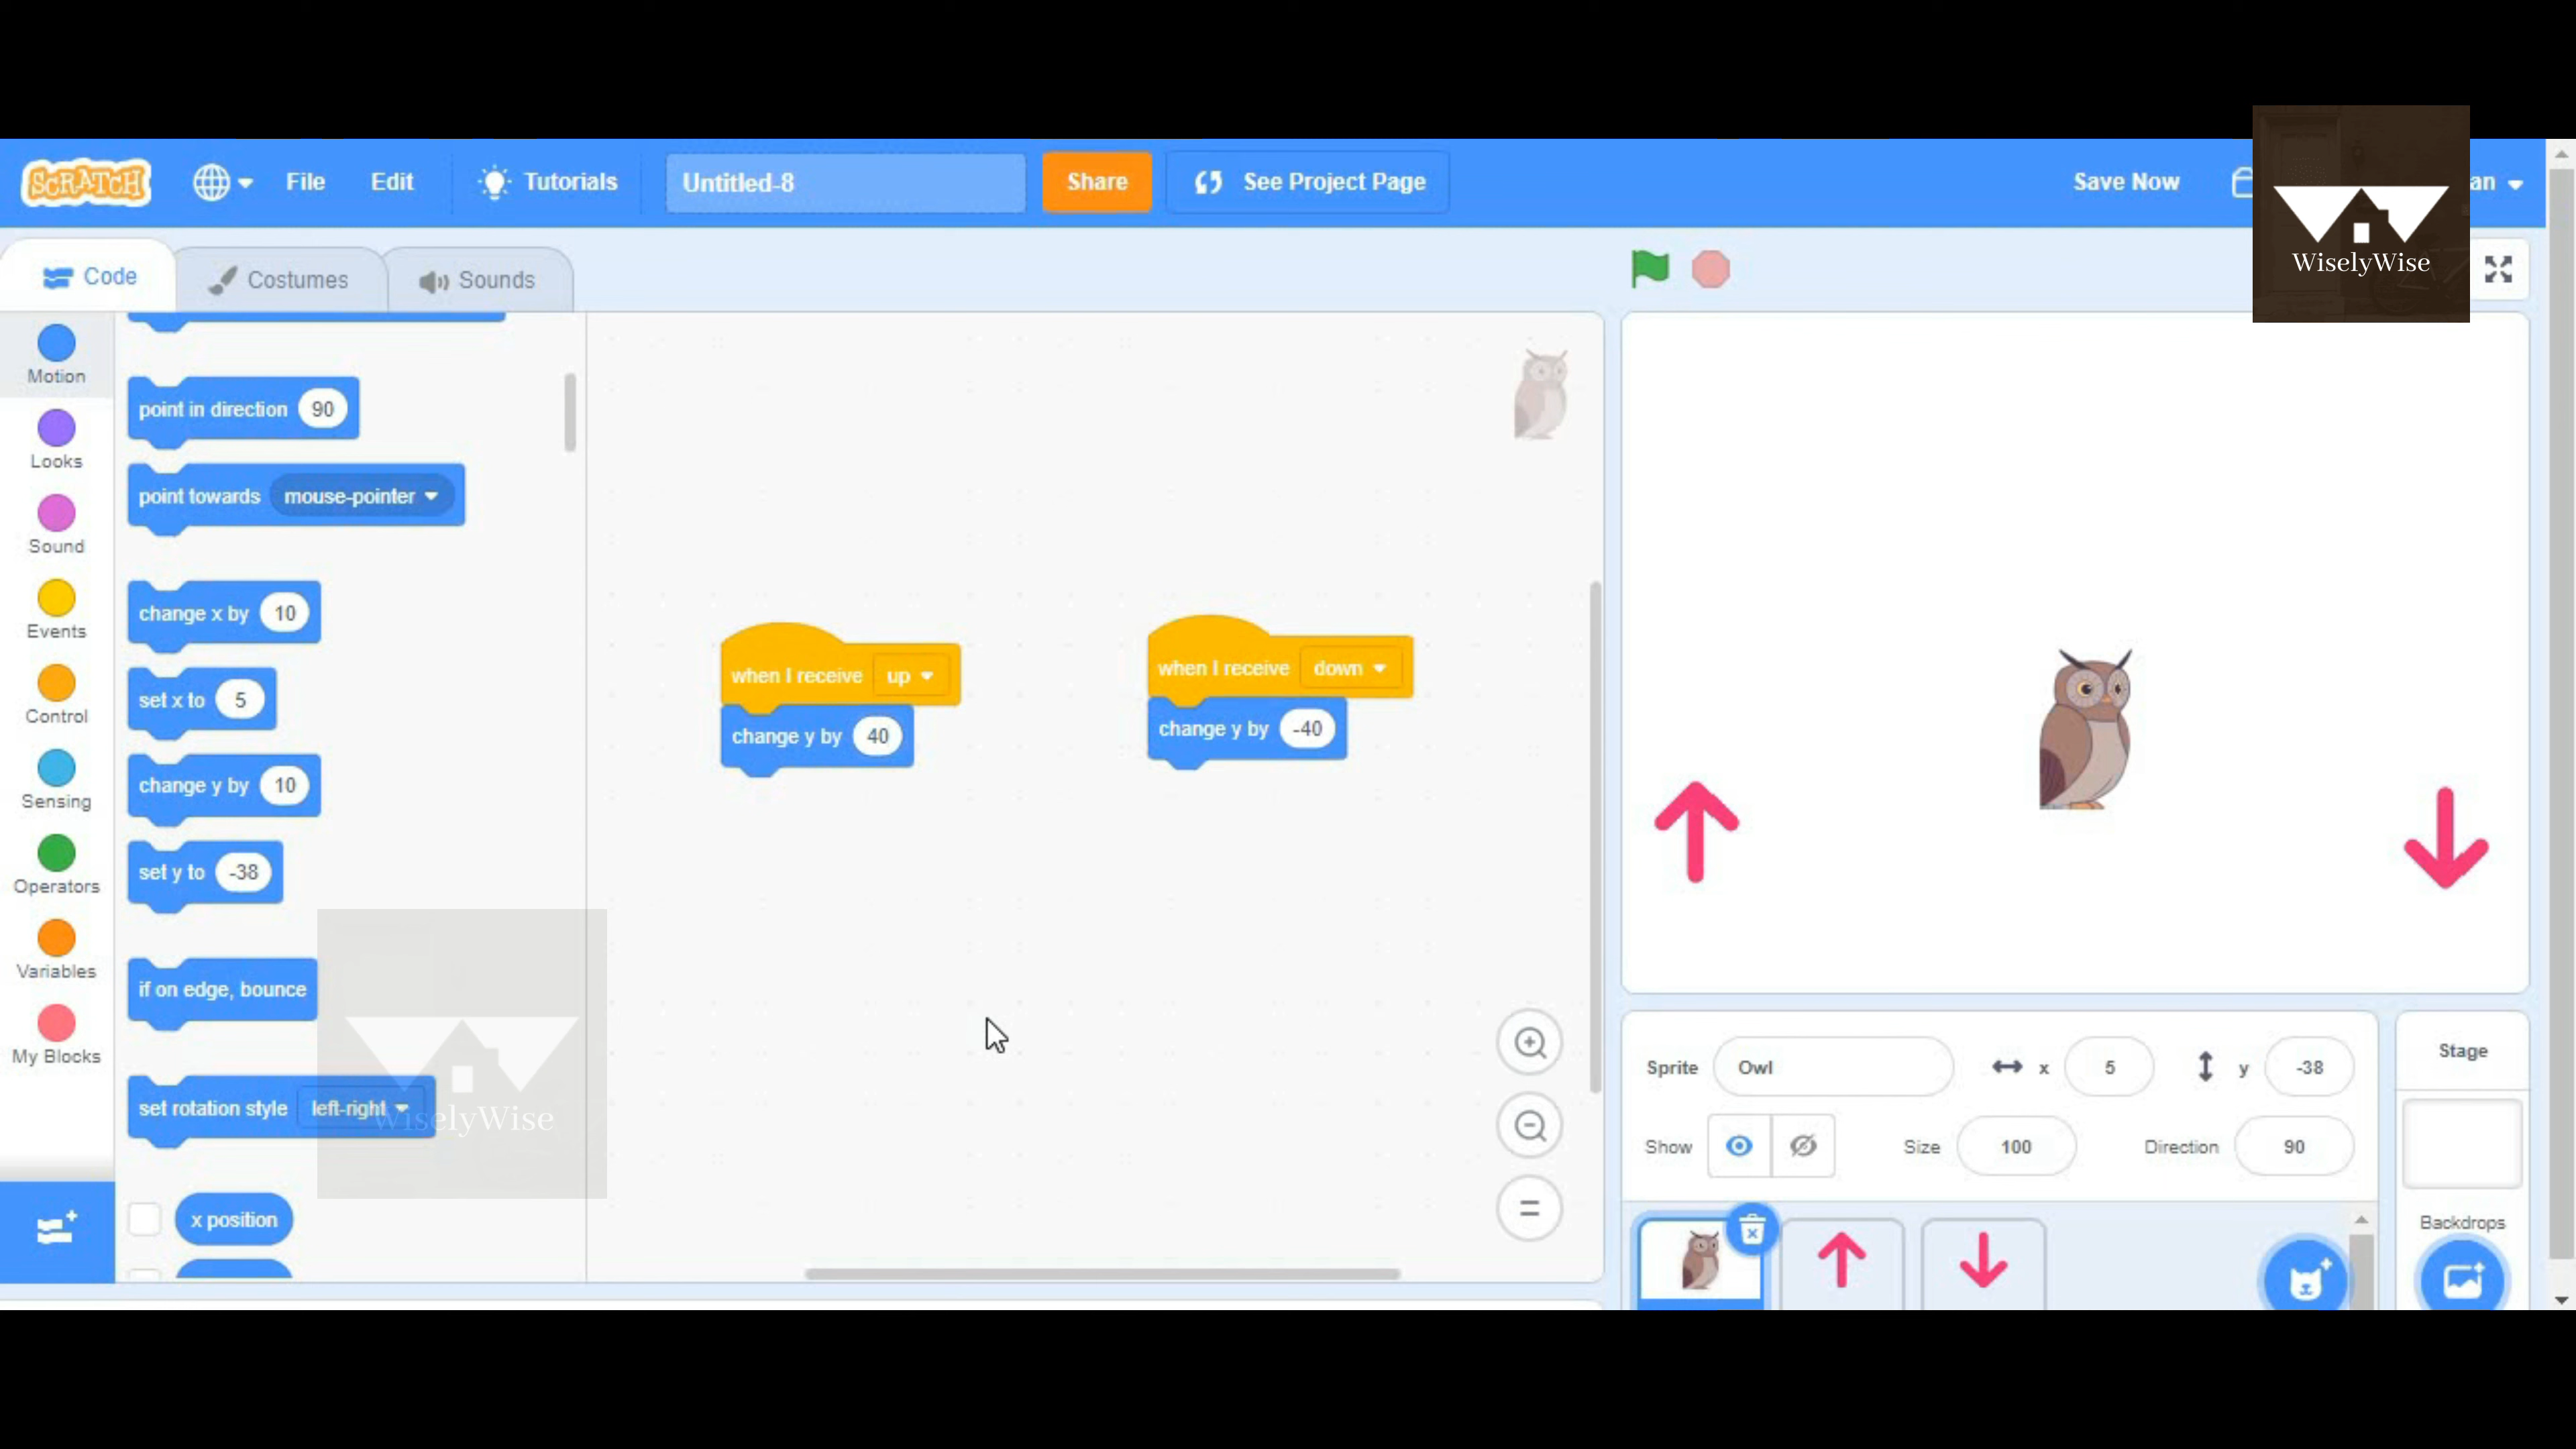 SCRATCH
File
Edit
Tutorials
Untitled-8
Share
See Project Page
Save Now
an
WiselyWise
Code
Costumes
Sounds
Motion
Looks
Sound
Events
Control
Sensing
Operators
Variables
My Blocks
point in direction 90
point towards mouse-pointer
change x by 10
set x to 5
change y by 10
set y to -38
if on edge, bounce
set rotation style left-right
WiselyWise
x position
when I receive up
change y by 40
when I receive down
change y by -40
Sprite Owl x 5 y -38
Show Size 100 Direction 90
Stage
Backdrops